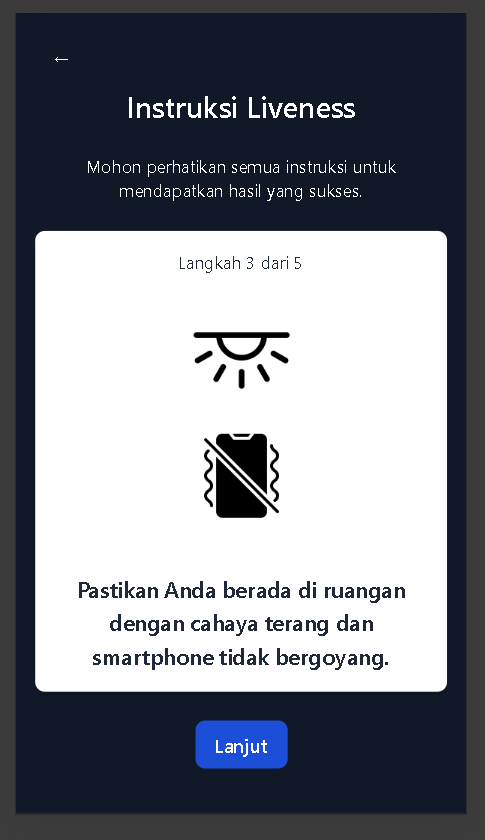 ←
Instruksi Liveness
Mohon perhatikan semua instruksi untuk
mendapatkan hasil yang sukses.
Langkah 3 dari 5
Pastikan Anda berada di ruangan
dengan cahaya terang dan
smartphone tidak bergoyang.
Lanjut